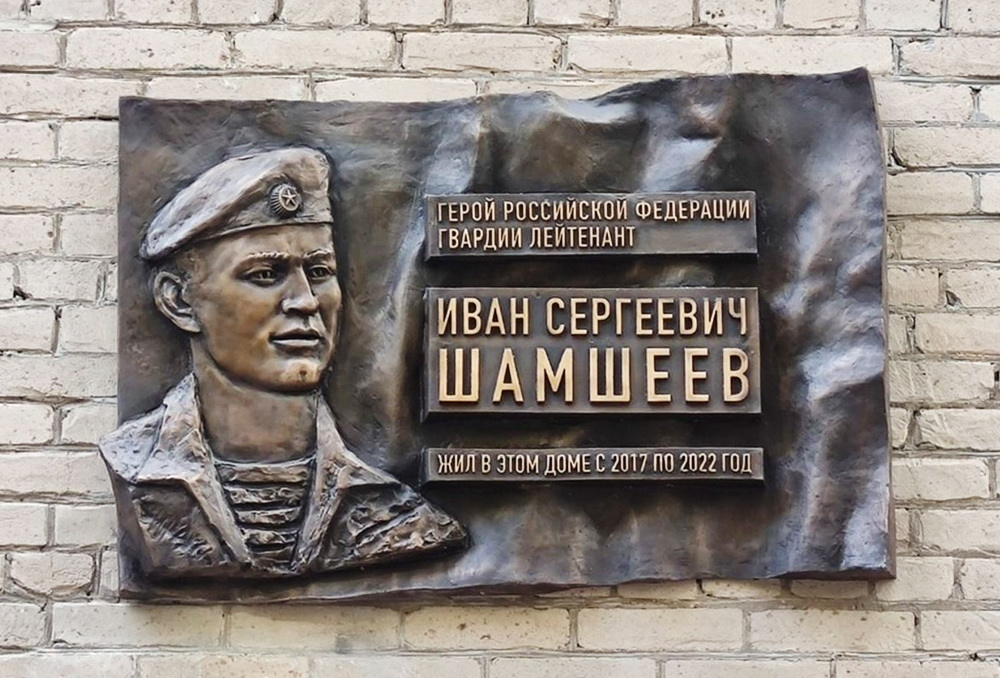 ГЕРОЙ РОССИЙСКОЙ ФЕДЕРАЦИИ
ГВАРДИИ ЛЕЙТЕНАНТ
ИВАН СЕРГЕЕВИЧ
ШАМШЕЕВ
ЖИЛ В ЭТОМ ДОМЕ С 2017 ПО 2022 ГОД